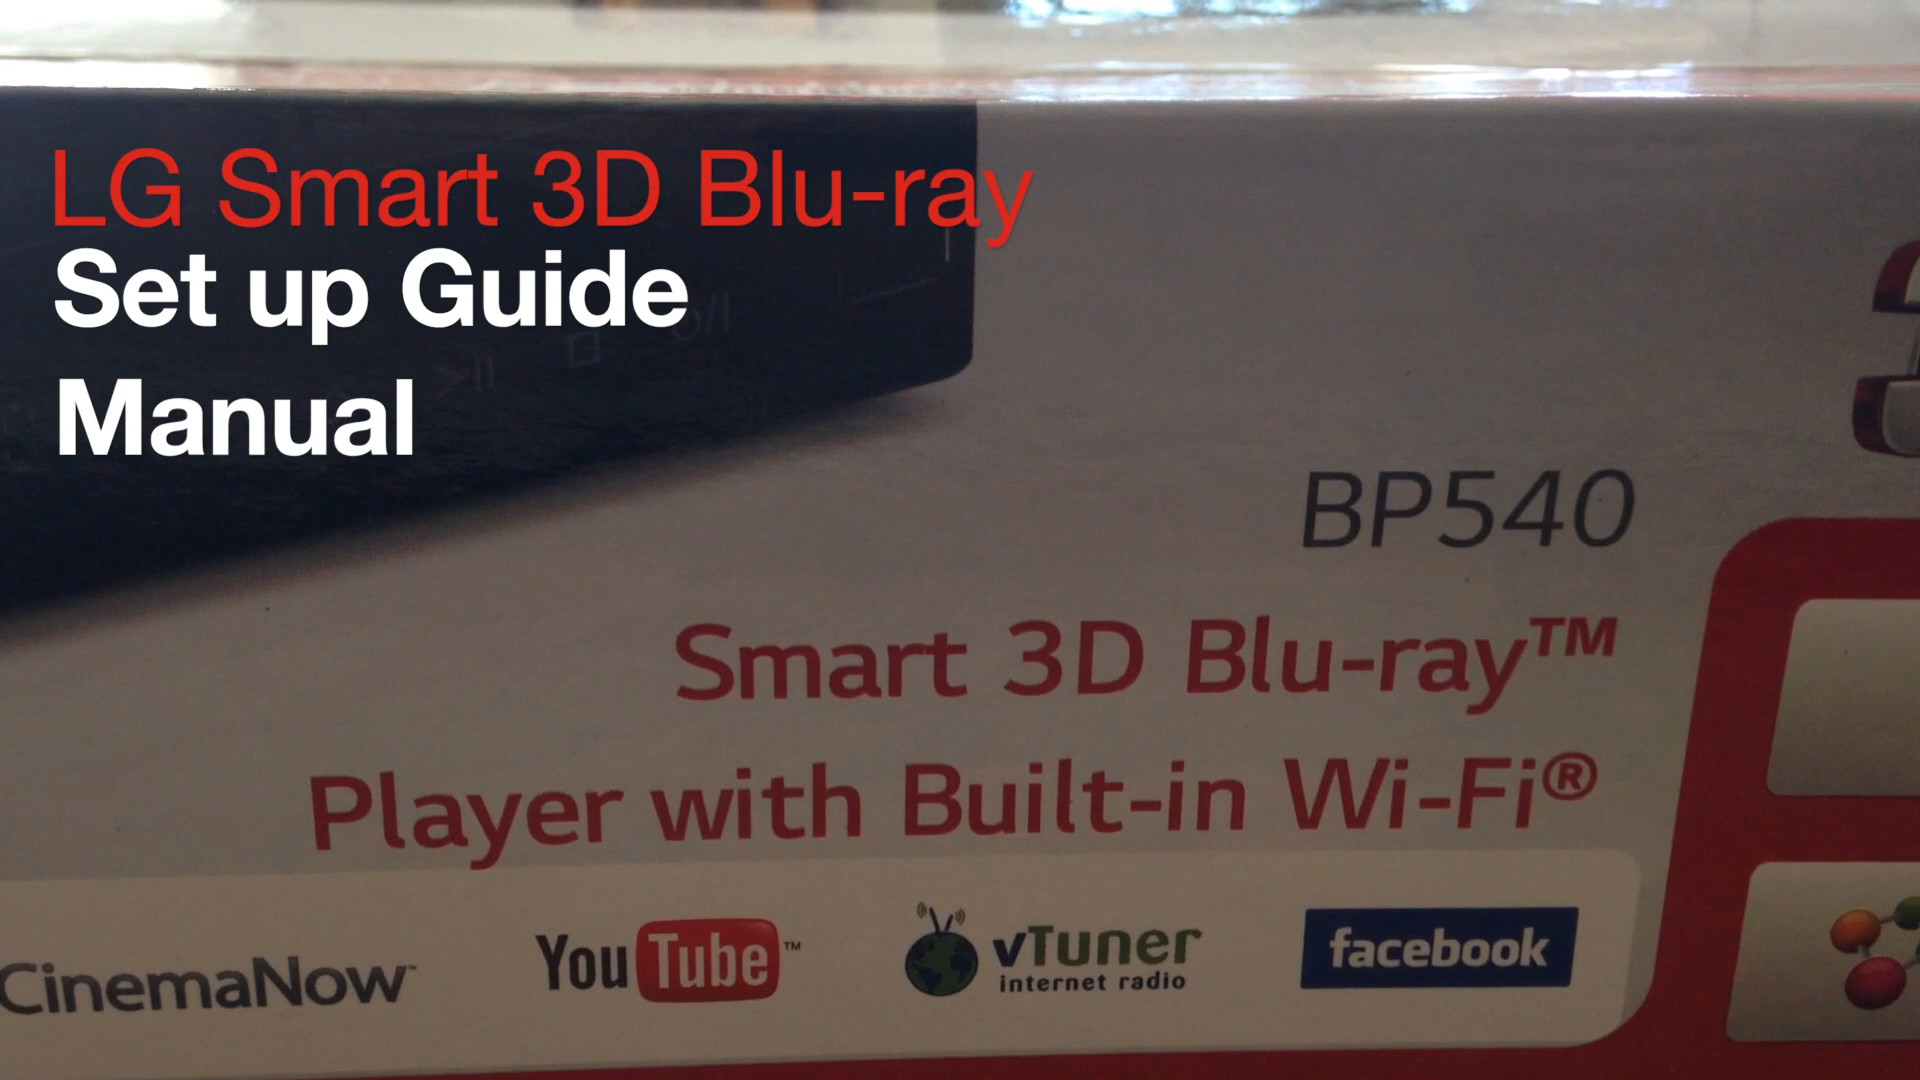 LG Smart 3D Blu-ray
Set up Guide
Manual
BP540
Smart 3D Blu-ray™
Player with Built-in Wi-Fi®
CinemaNow
YouTube™
vTuner
internet radio
facebook